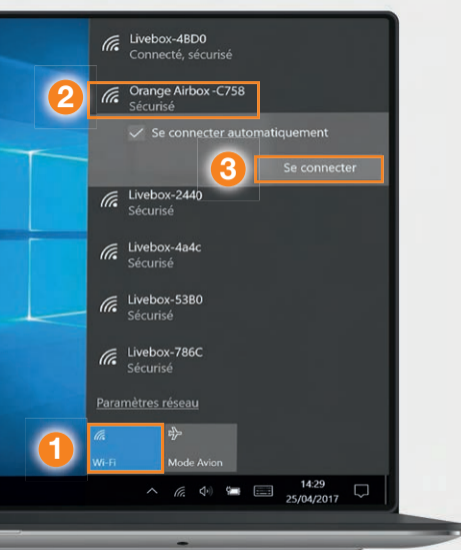 Livebox-4BD0
Connecté, sécurisé
2
Orange Airbox -C758
Sécurisé
Se connecter automatiquement
3
Se connecter
Livebox-2440
Sécurisé
Livebox-4a4c
Sécurisé
Livebox-53B0
Sécurisé
Livebox-786C
Sécurisé
Paramètres réseau
1
Wi-Fi
Mode Avion
14:29
25/04/2017